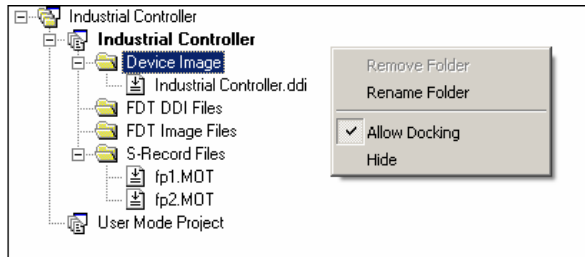 Industrial Controller
Industrial Controller
Device Image
Industrial Controller.ddi
FDT DDI Files
FDT Image Files
S-Record Files
fp1.MOT
fp2.MOT
User Mode Project
Remove Folder
Rename Folder
Allow Docking
Hide